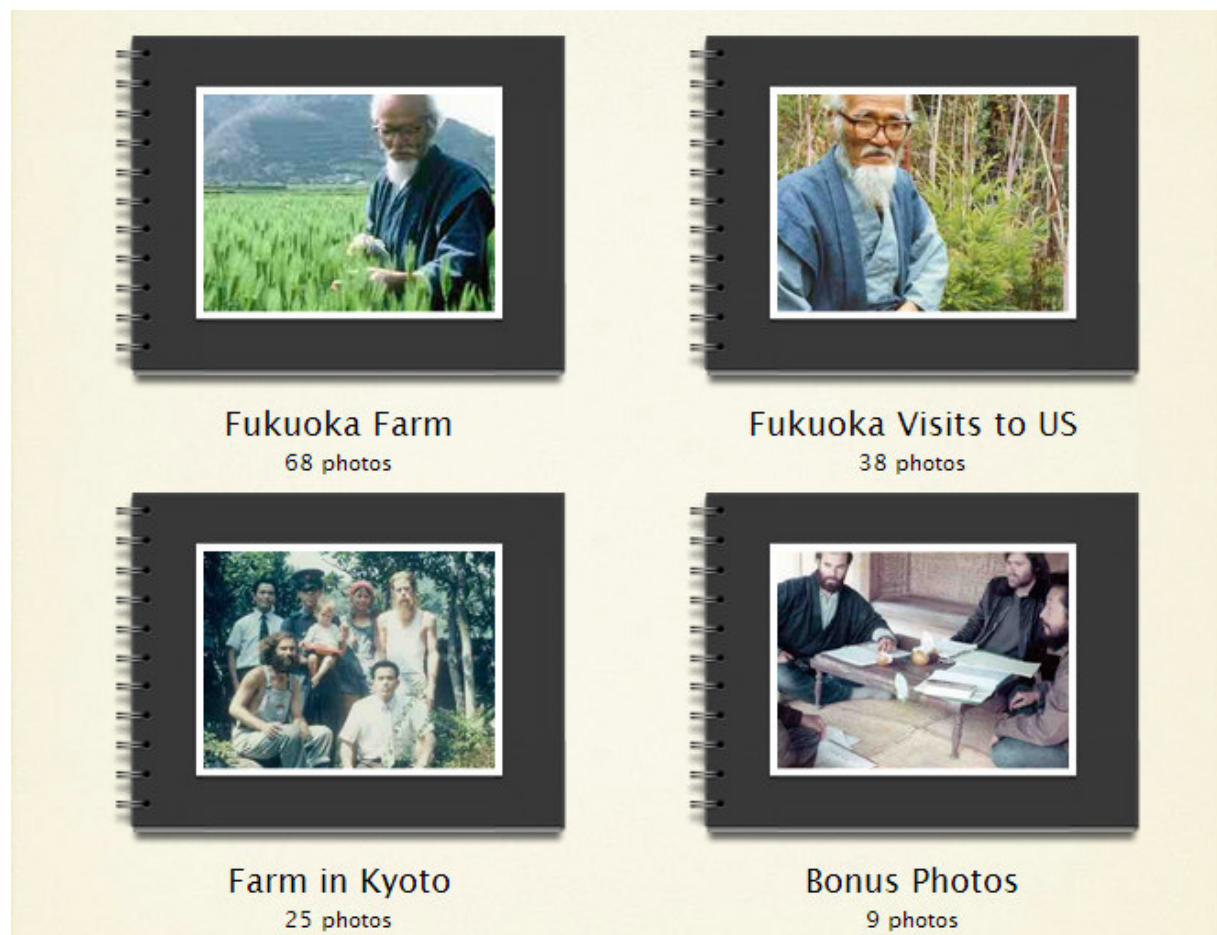 Fukuoka Farm
68 photos
Fukuoka Visits to US
38 photos
Farm in Kyoto
25 photos
Bonus Photos
9 photos